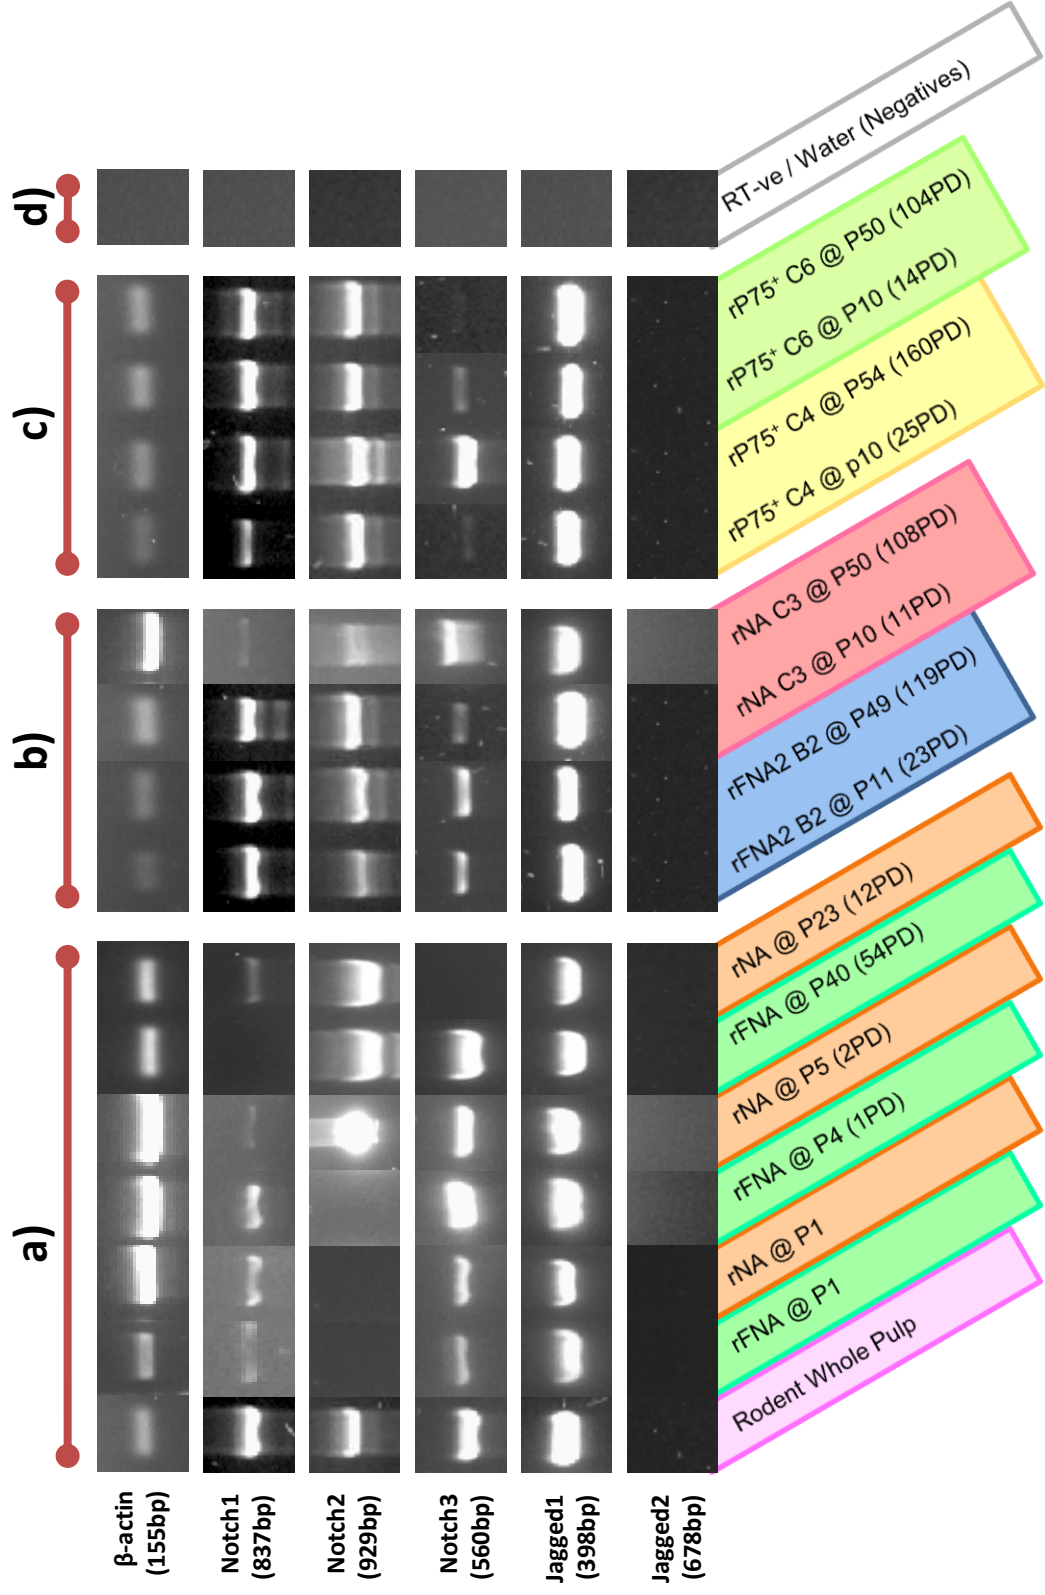 a)
b)
c)
d)
β-actin
(155bp)
Notch1
(837bp)
Notch2
(929bp)
Notch3
(560bp)
Jagged1
(398bp)
Jagged2
(678bp)
Rodent Whole Pulp
rFNA @ P1
rNA @ P1
rFNA @ P4 (1PD)
rNA @ P5 (2PD)
rFNA @ P40 (54PD)
rNA @ P23 (12PD)
rFNA2 B2 @ P11 (23PD)
rFNA2 B2 @ P49 (119PD)
rNA C3 @ P10 (11PD)
rNA C3 @ P50 (108PD)
rP75⁺ C4 @ p10 (25PD)
rP75⁺ C4 @ P54 (160PD)
rP75⁺ C6 @ P10 (14PD)
rP75⁺ C6 @ P50 (104PD)
RT-ve / Water (Negatives)